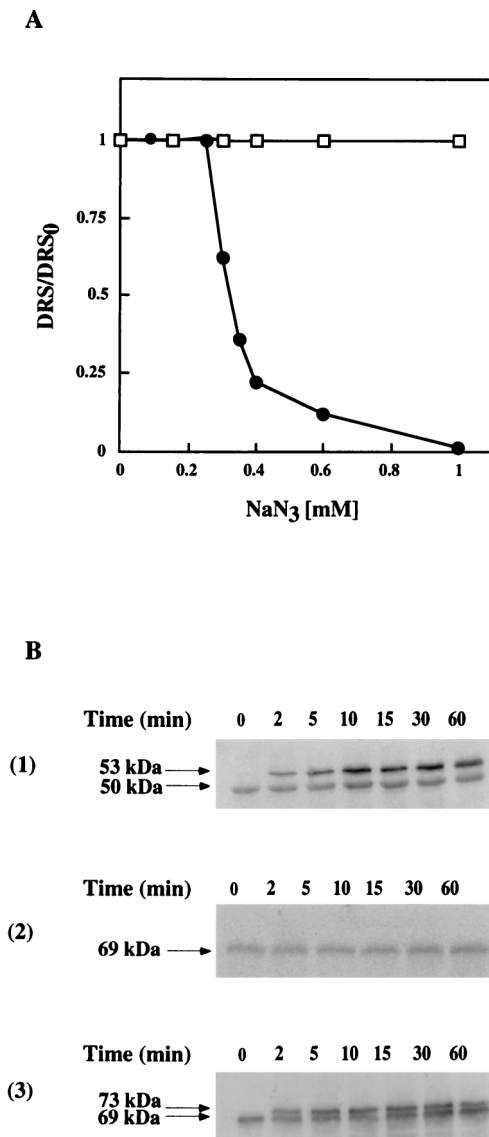 A
1
0.75
0.5
0.25
0
DRS/DRS0
0 0.2 0.4 0.6 0.8 1
NaN3 [mM]
B
Time (min) 0 2 5 10 15 30 60
(1)
53 kDa
50 kDa
Time (min) 0 2 5 10 15 30 60
(2)
69 kDa
Time (min) 0 2 5 10 15 30 60
(3)
73 kDa
69 kDa